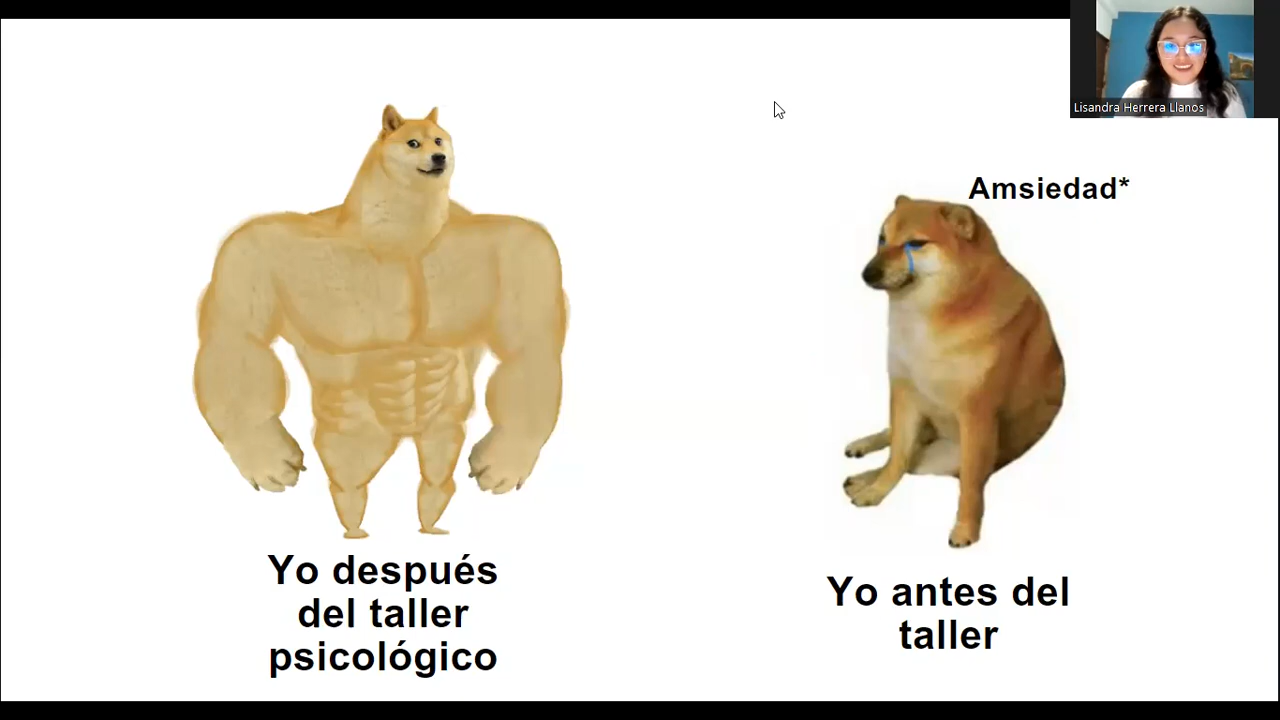 Lisandra Herrera Llanos
Amsiedad*
Yo después
del taller
psicológico
Yo antes del
taller